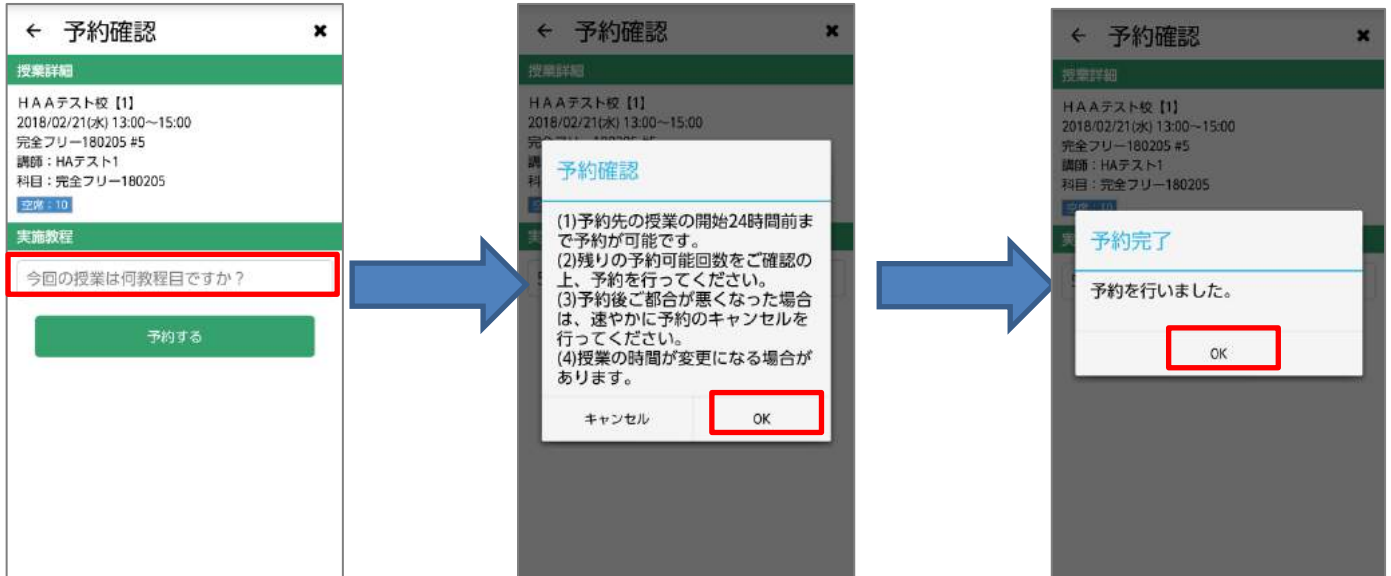 ← 予約確認 ✖
授業詳細
ＨＡＡテスト校【1】
2018/02/21(水) 13:00～15:00
完全フリー180205 #5
講師：HAテスト1
科目：完全フリー180205
空席：10
実施教程
今回の授業は何教程目ですか？
予約する
← 予約確認 ✖
授業詳細
ＨＡＡテスト校【1】
2018/02/21(水) 13:00～15:00
予約確認
(1)予約先の授業の開始24時間前ま
で予約が可能です。
(2)残りの予約可能回数をご確認の
上、予約を行ってください。
(3)予約後ご都合が悪くなった場合
は、速やかに予約のキャンセルを
行ってください。
(4)授業の時間が変更になる場合が
あります。
キャンセル OK
← 予約確認 ✖
授業詳細
ＨＡＡテスト校【1】
2018/02/21(水) 13:00～15:00
完全フリー180205 #5
講師：HAテスト1
科目：完全フリー180205
予約完了
予約を行いました。
OK